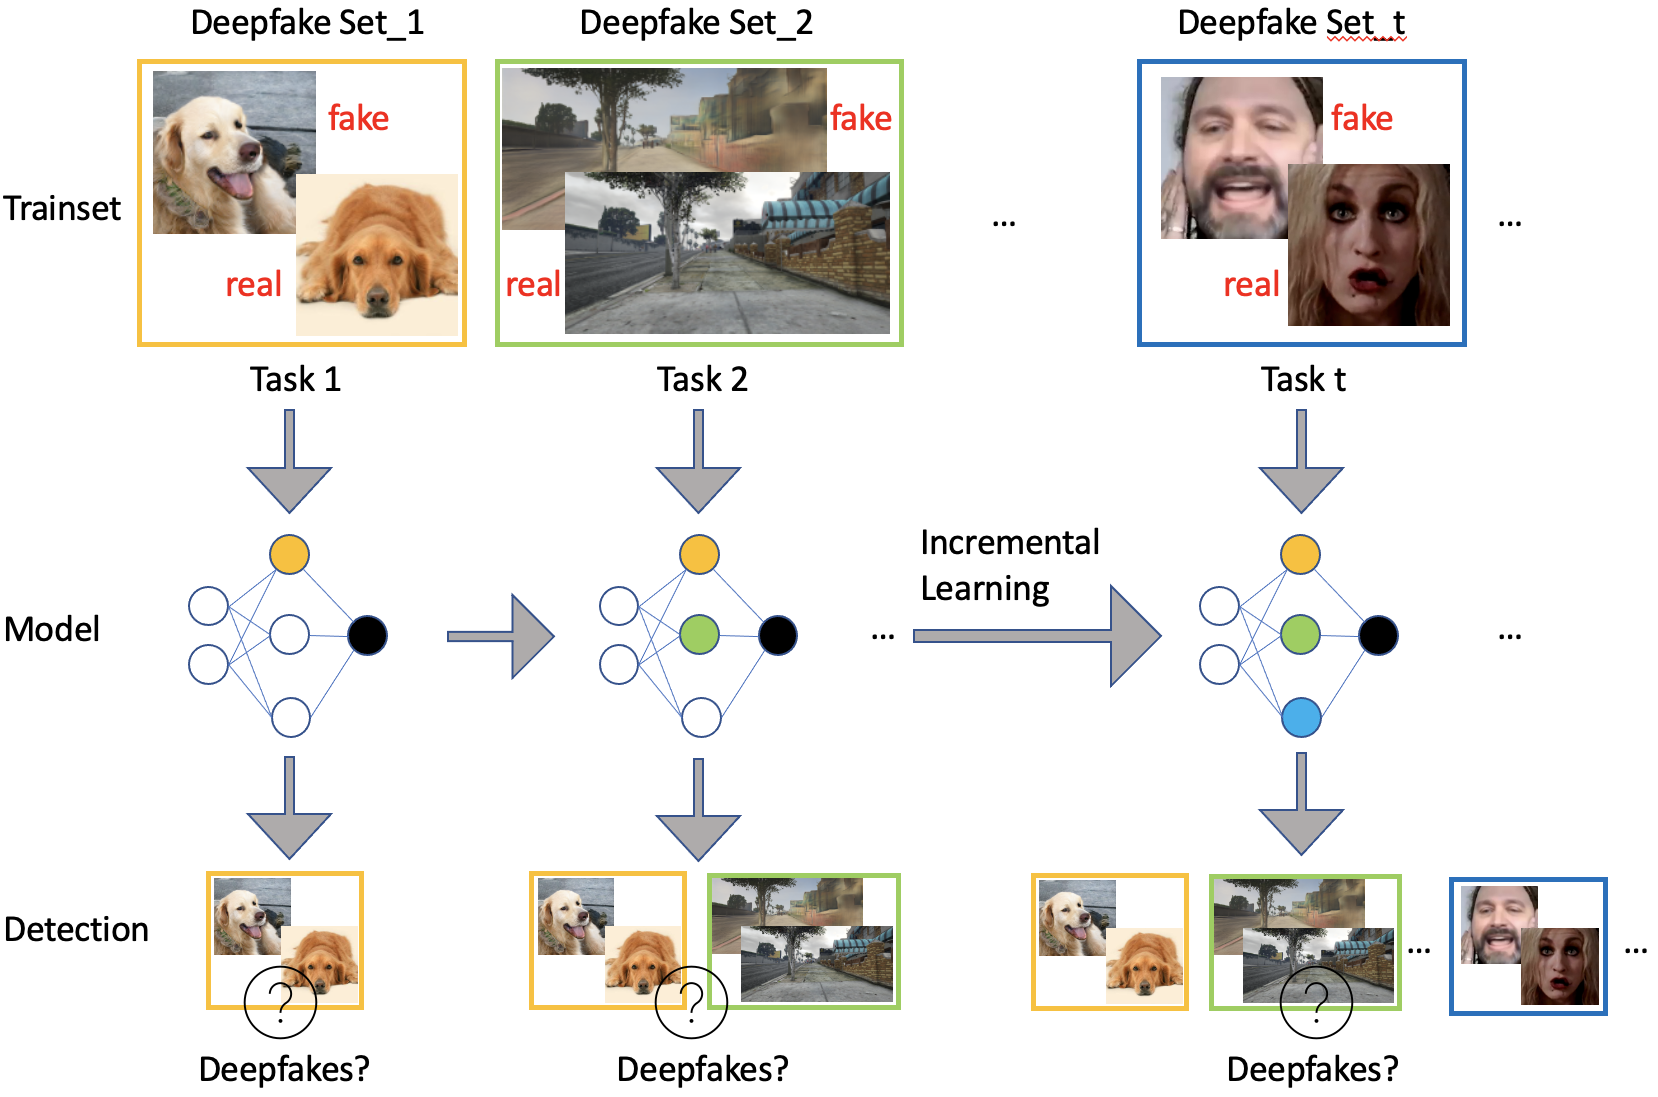 Deepfake Set_1
Deepfake Set_2
Deepfake Set_t
fake
fake
fake
Trainset
...
...
real
real
real
Task 1
Task 2
Task t
Incremental
Learning
Model
...
...
Detection
...
...
?
?
?
Deepfakes?
Deepfakes?
Deepfakes?